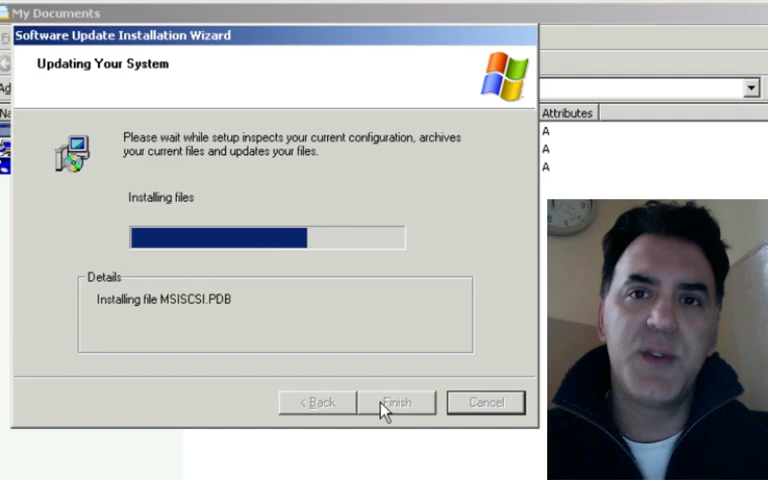 My Documents
Software Update Installation Wizard
Updating Your System
Attributes
A
A
A
Please wait while setup inspects your current configuration, archives
your current files and updates your files.
Installing files
Details
Installing file MSISCSI.PDB
< Back
Finish
Cancel